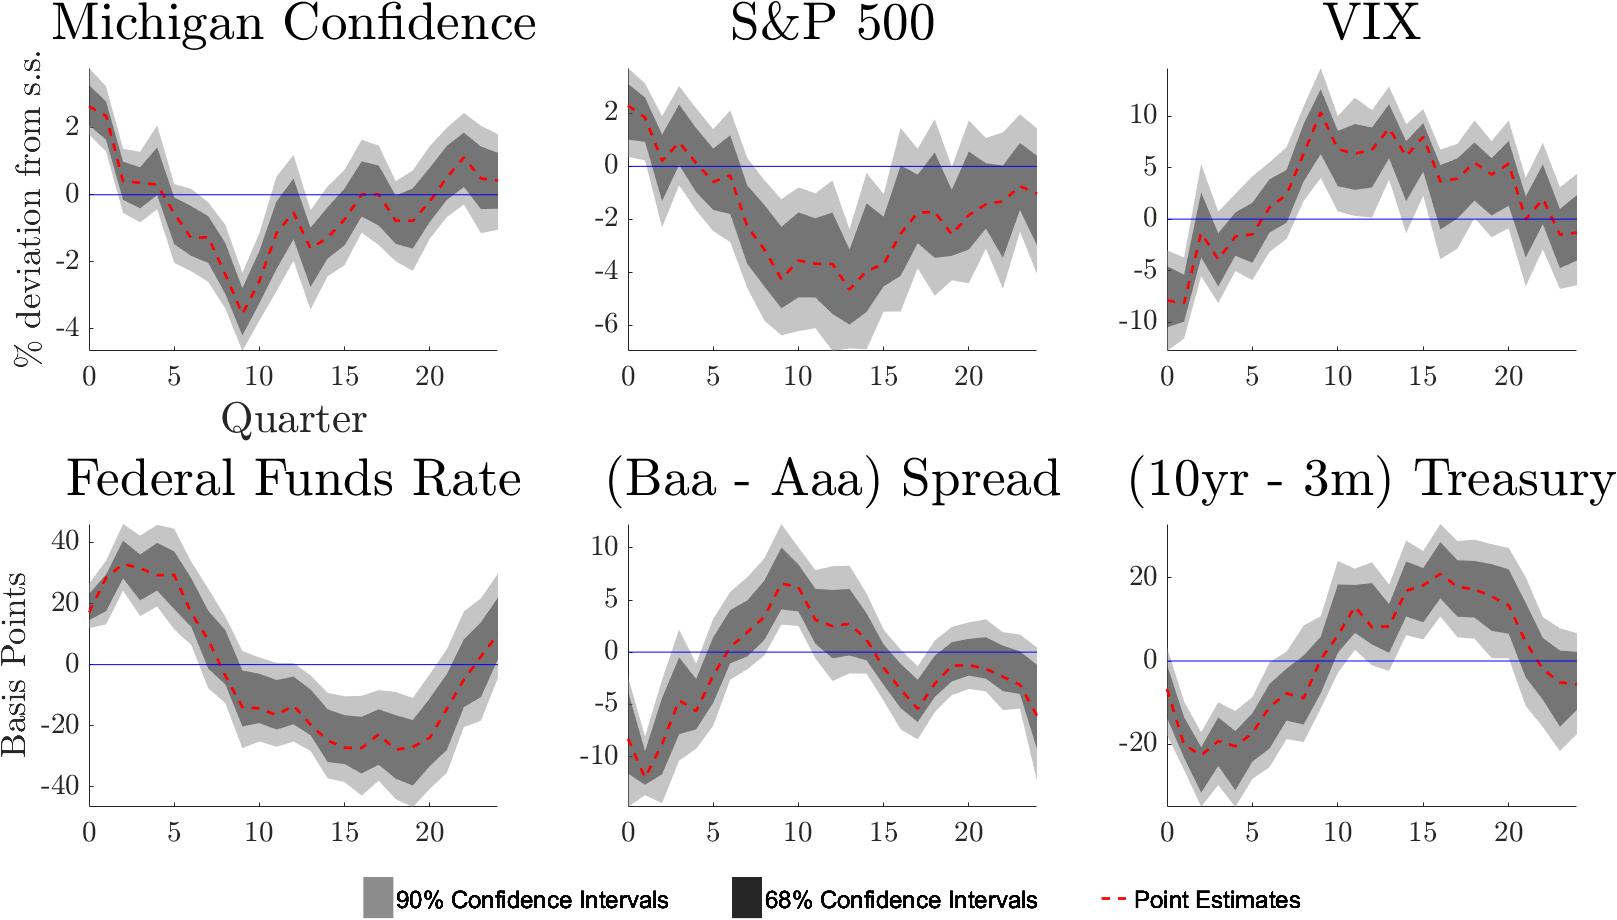 Michigan Confidence
S&P 500
VIX
% deviation from s.s.
2
0
-2
-4
0 5 10 15 20
Quarter
2
0
-2
-4
-6
0 5 10 15 20
10
5
0
-5
-10
0 5 10 15 20
Federal Funds Rate
(Baa - Aaa) Spread
(10yr - 3m) Treasury
Basis Points
40
20
0
-20
-40
0 5 10 15 20
10
5
0
-5
-10
0 5 10 15 20
20
0
-20
0 5 10 15 20
90% Confidence Intervals
68% Confidence Intervals
Point Estimates